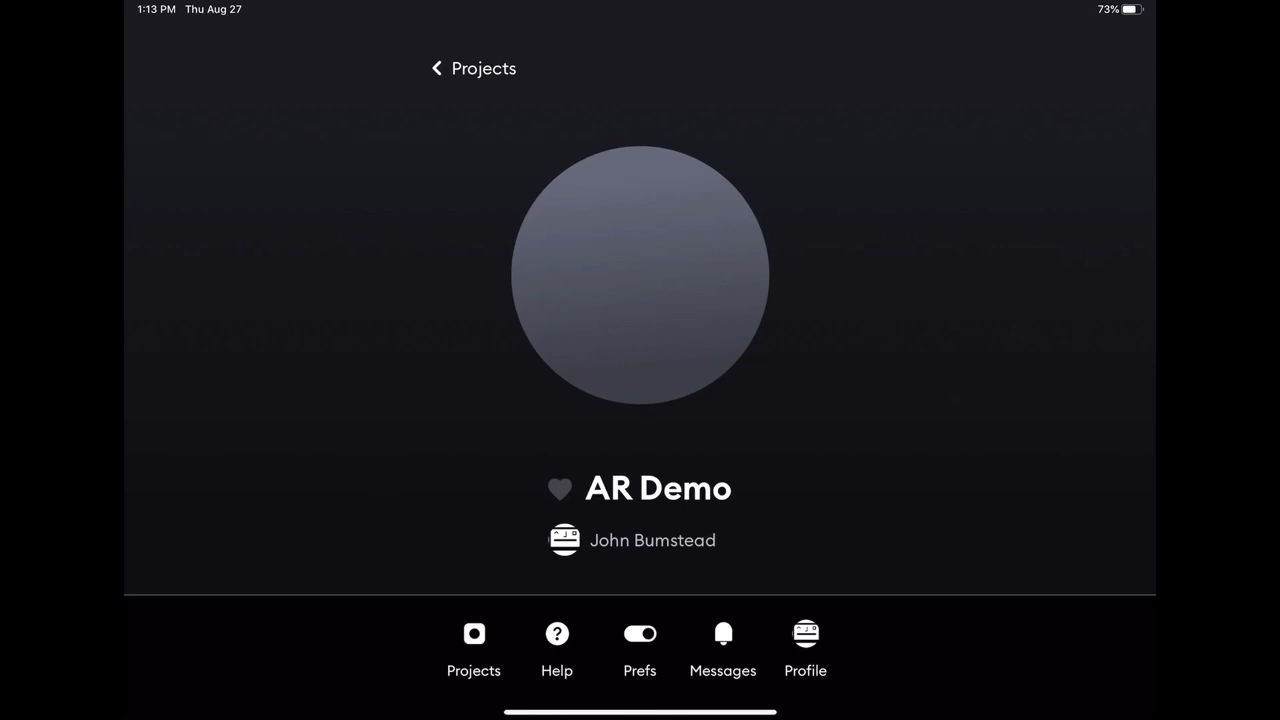 1:13 PM Thu Aug 27
73%
Projects
AR Demo
John Bumstead
Projects
Help
Prefs
Messages
Profile